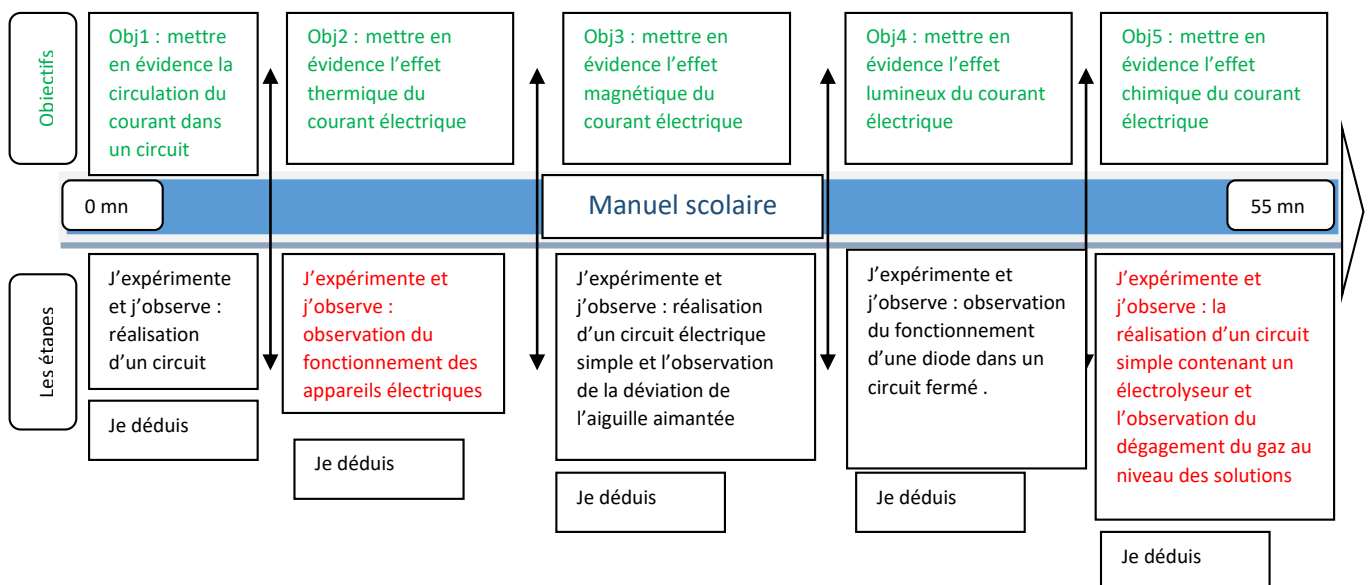 Objectifs
Obj1 : mettre
en évidence la
circulation du
courant dans
un circuit
Obj2 : mettre en
évidence l’effet
thermique du
courant électrique
Obj3 : mettre en
évidence l’effet
magnétique du
courant électrique
Obj4 : mettre en
évidence l’effet
lumineux du courant
électrique
Obj5 : mettre en
évidence l’effet
chimique du courant
électrique
0 mn
Manuel scolaire
55 mn
Les étapes
J’expérimente
et j’observe :
réalisation
d’un circuit
Je déduis
J’expérimente et
j’observe :
observation du
fonctionnement des
appareils électriques
Je déduis
J’expérimente et
j’observe : réalisation
d’un circuit électrique
simple et l’observation
de la déviation de
l’aiguille aimantée
Je déduis
J’expérimente et
j’observe : observation
du fonctionnement
d’une diode dans un
circuit fermé .
Je déduis
J’expérimente et
j’observe : la
réalisation d’un circuit
simple contenant un
électrolyseur et
l’observation du
dégagement du gaz au
niveau des solutions
Je déduis